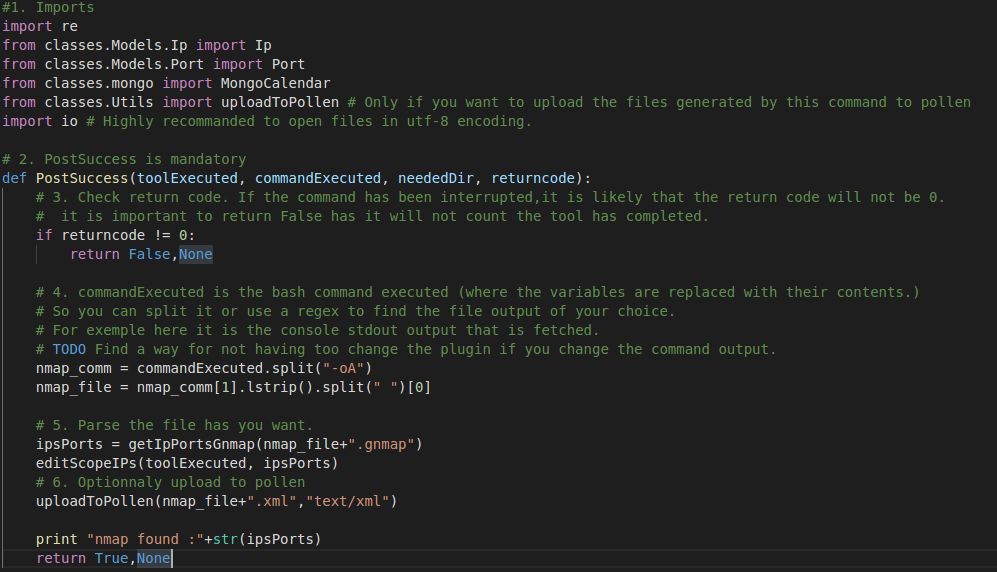 #1. Imports
import re
from classes.Models.Ip import Ip
from classes.Models.Port import Port
from classes.mongo import MongoCalendar
from classes.Utils import uploadToPollen # Only if you want to upload the files generated by this command to pollen
import io # Highly recommanded to open files in utf-8 encoding.
# 2. PostSuccess is mandatory
def PostSuccess(toolExecuted, commandExecuted, neededDir, returncode):
# 3. Check return code. If the command has been interrupted,it is likely that the return code will not be 0.
#  it is important to return False has it will not count the tool has completed.
if returncode != 0:
return False,None
# 4. commandExecuted is the bash command executed (where the variables are replaced with their contents.)
# So you can split it or use a regex to find the file output of your choice.
# For exemple here it is the console stdout output that is fetched.
# TODO Find a way for not having too change the plugin if you change the command output.
nmap_comm = commandExecuted.split("-oA")
nmap_file = nmap_comm[1].lstrip().split(" ")[0]
# 5. Parse the file has you want.
ipsPorts = getIpPortsGnmap(nmap_file+".gnmap")
editScopeIPs(toolExecuted, ipsPorts)
# 6. Optionnaly upload to pollen
uploadToPollen(nmap_file+".xml","text/xml")
print "nmap found :"+str(ipsPorts)
return True,None